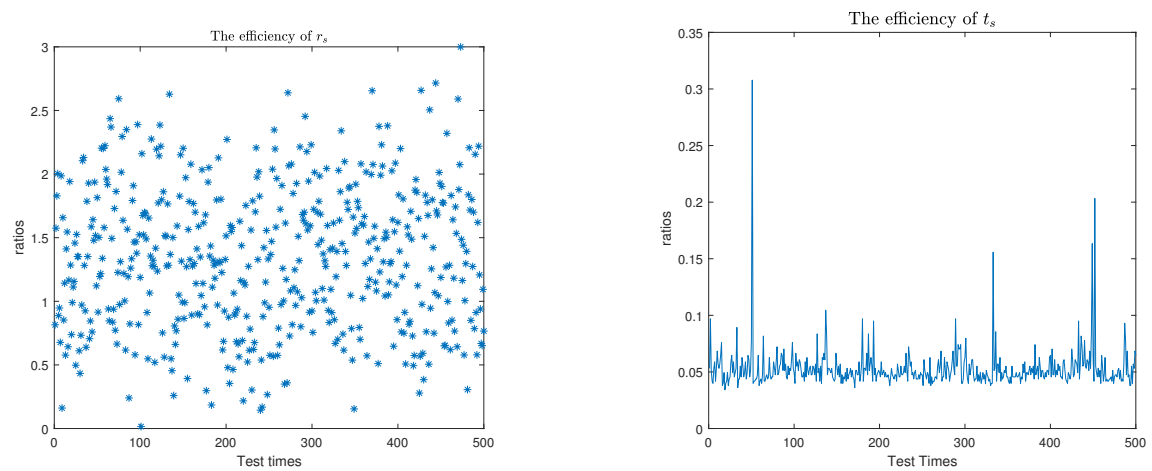 The efficiency of r_s
3
2.5
2
1.5
1
0.5
0
ratios
0 100 200 300 400 500
Test times
The efficiency of t_s
0.35
0.3
0.25
0.2
0.15
0.1
0.05
0
ratios
0 100 200 300 400 500
Test Times